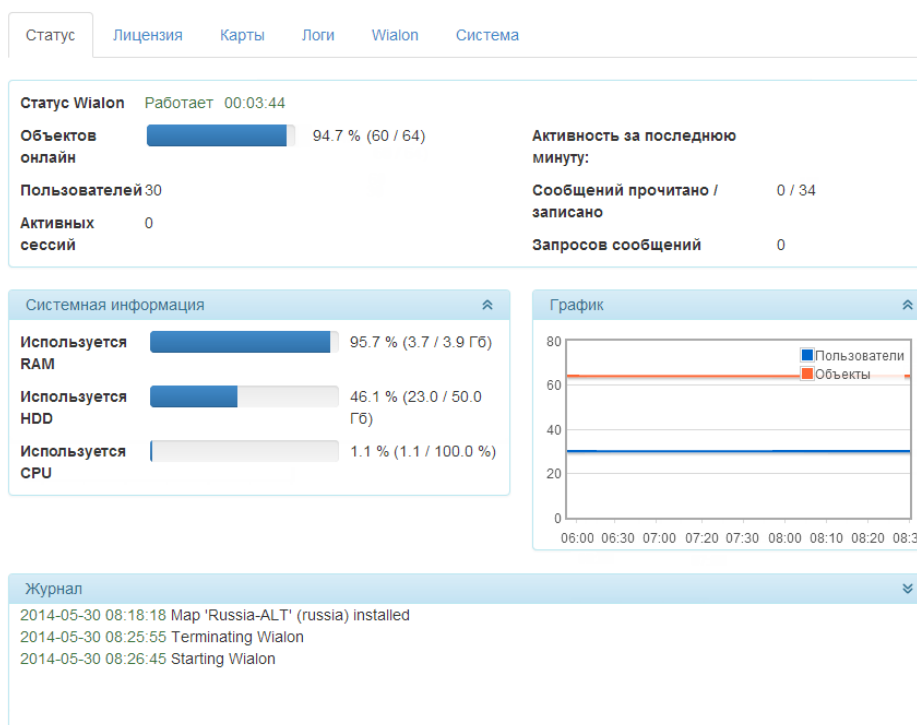 Статус Лицензия Карты Логи Wialon Система
Статус Wialon Работает 00:03:44
Объектов онлайн 94.7 % (60 / 64)
Пользователей 30
Активных сессий 0
Активность за последнюю минуту:
Сообщений прочитано / записано 0 / 34
Запросов сообщений 0
Системная информация
Используется RAM 95.7 % (3.7 / 3.9 Гб)
Используется HDD 46.1 % (23.0 / 50.0 Гб)
Используется CPU 1.1 % (1.1 / 100.0 %)
График
80
60
40
20
0
Пользователи
Объекты
06:00 06:30 07:00 07:20 07:30 08:00 08:10 08:20 08:3
Журнал
2014-05-30 08:18:18 Map 'Russia-ALT' (russia) installed
2014-05-30 08:25:55 Terminating Wialon
2014-05-30 08:26:45 Starting Wialon